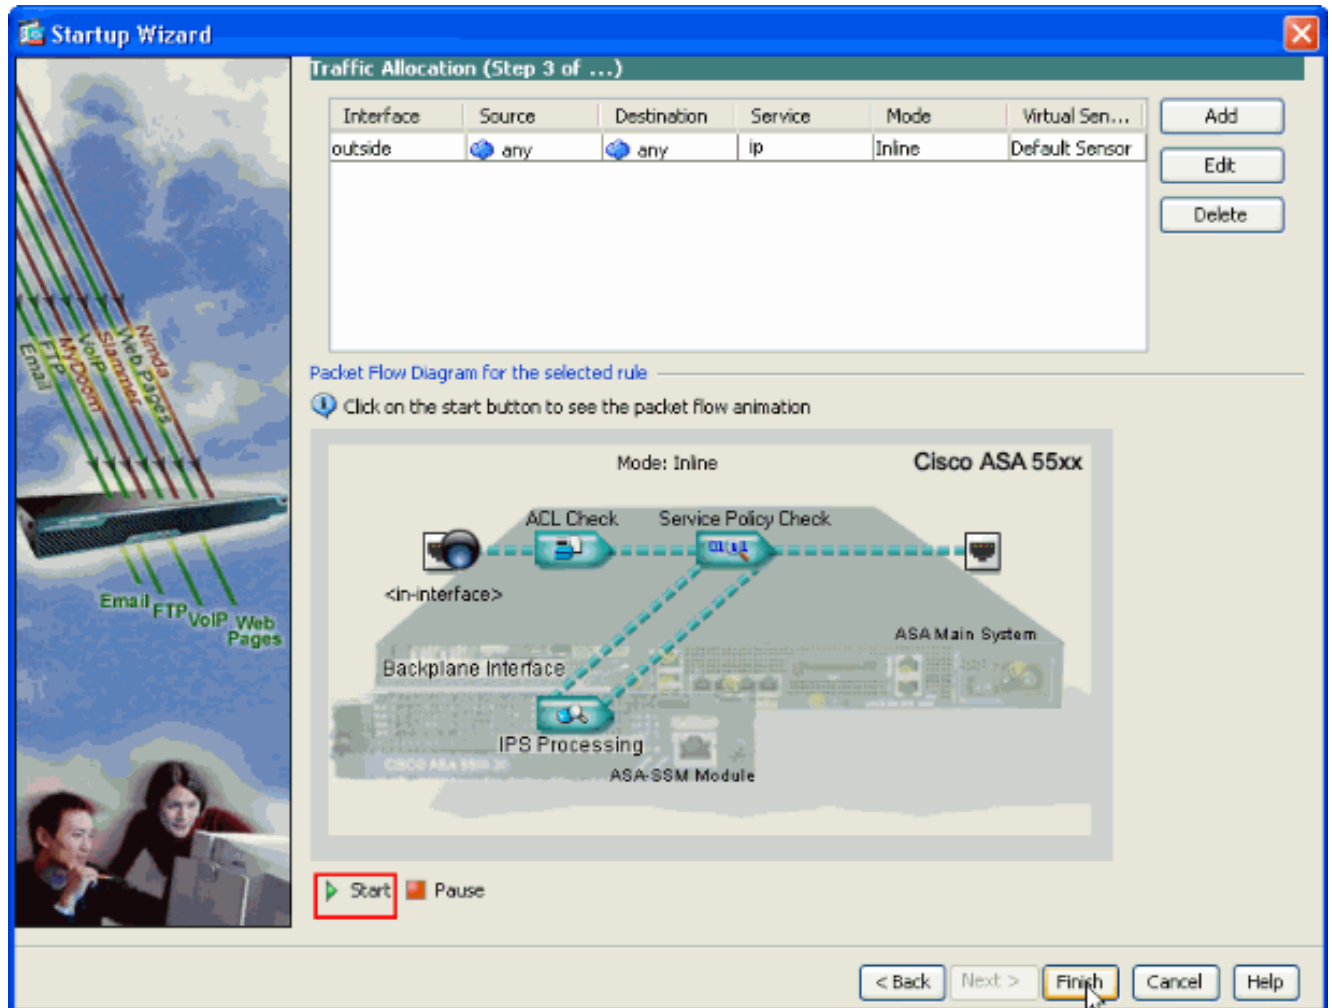 Startup Wizard
Traffic Allocation (Step 3 of ...)
Interface Source Destination Service Mode Virtual Sen...
outside any any ip Inline Default Sensor
Add
Edit
Delete
Nimda
Web Pages
Slammer
VoIP
MyDoom
FTP
Email
Packet Flow Diagram for the selected rule
Click on the start button to see the packet flow animation
Mode: Inline
Cisco ASA 55xx
ACL Check
Service Policy Check
<in-interface>
ASA Main System
Backplane Interface
IPS Processing
ASA-SSM Module
Email
FTP
VoIP
Web
Pages
Start
Pause
< Back
Next >
Finish
Cancel
Help